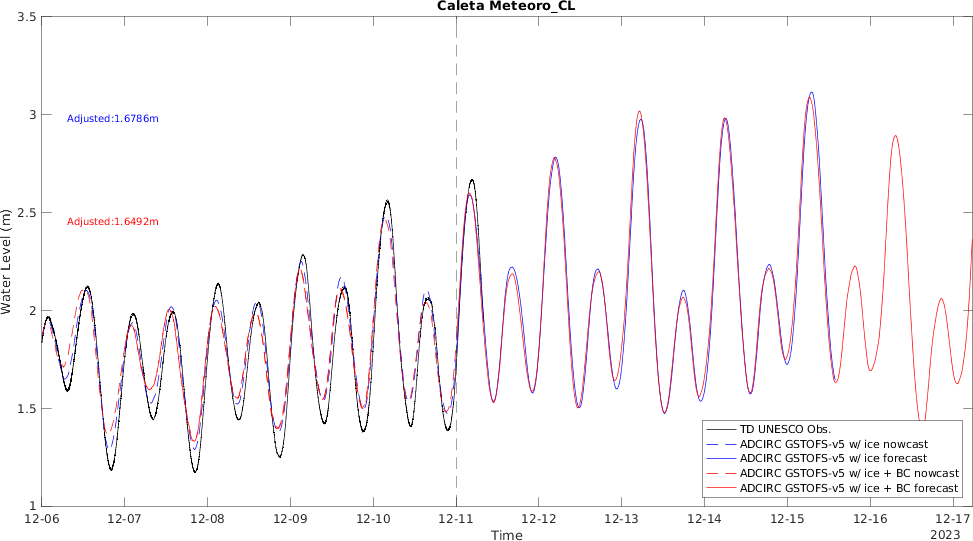 Caleta Meteoro_CL
3.5
3
2.5
2
1.5
1
Water Level (m)
Adjusted:1.6786m
Adjusted:1.6492m
TD UNESCO Obs.
ADCIRC GSTOFS-v5 w/ ice nowcast
ADCIRC GSTOFS-v5 w/ ice forecast
ADCIRC GSTOFS-v5 w/ ice + BC nowcast
ADCIRC GSTOFS-v5 w/ ice + BC forecast
12-06 12-07 12-08 12-09 12-10 12-11 12-12 12-13 12-14 12-15 12-16 12-17
Time
2023